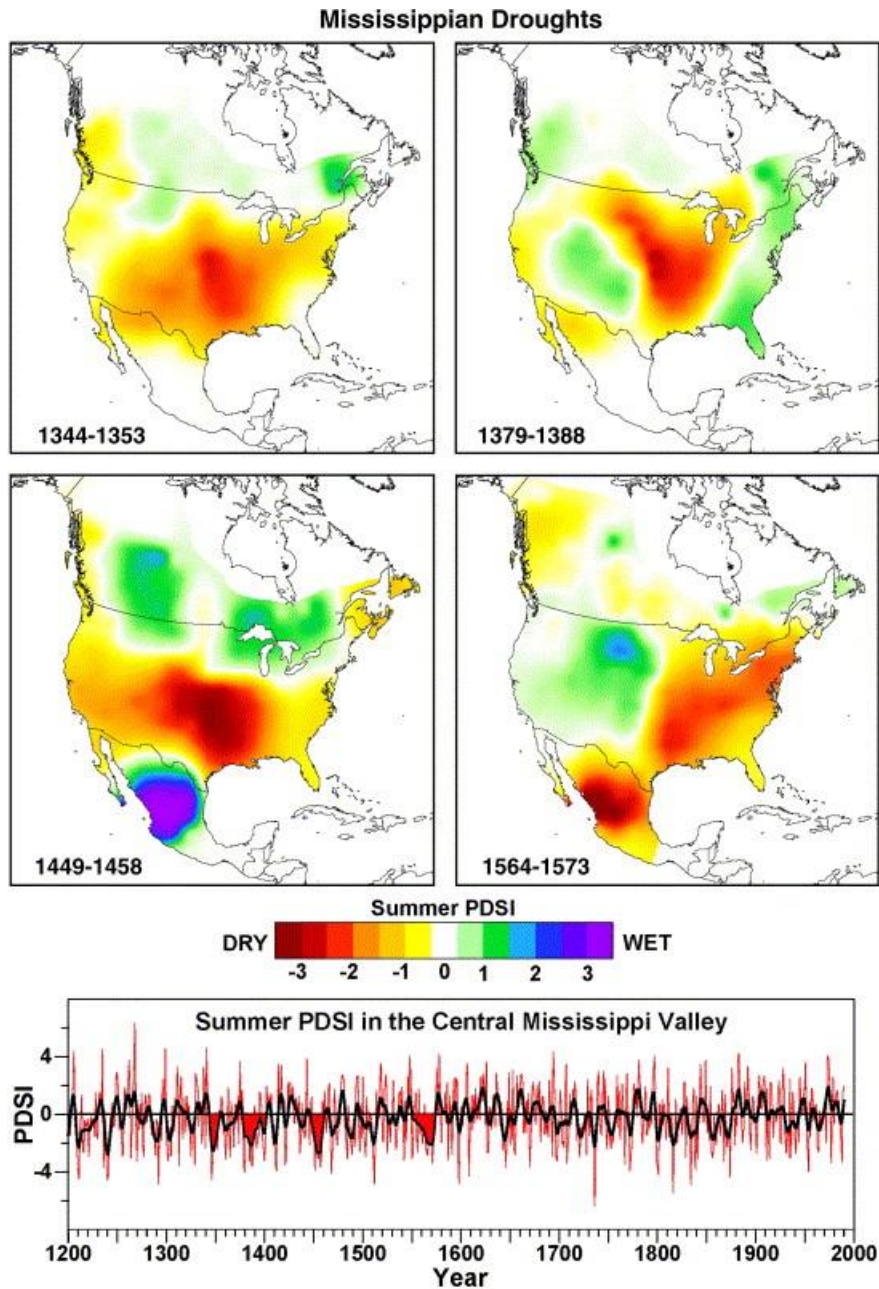 Mississippian Droughts
1344-1353
1379-1388
1449-1458
1564-1573
Summer PDSI
DRY
WET
-3 -2 -1 0 1 2 3
Summer PDSI in the Central Mississippi Valley
PDSI
4
0
-4
1200 1300 1400 1500 1600 1700 1800 1900 2000
Year